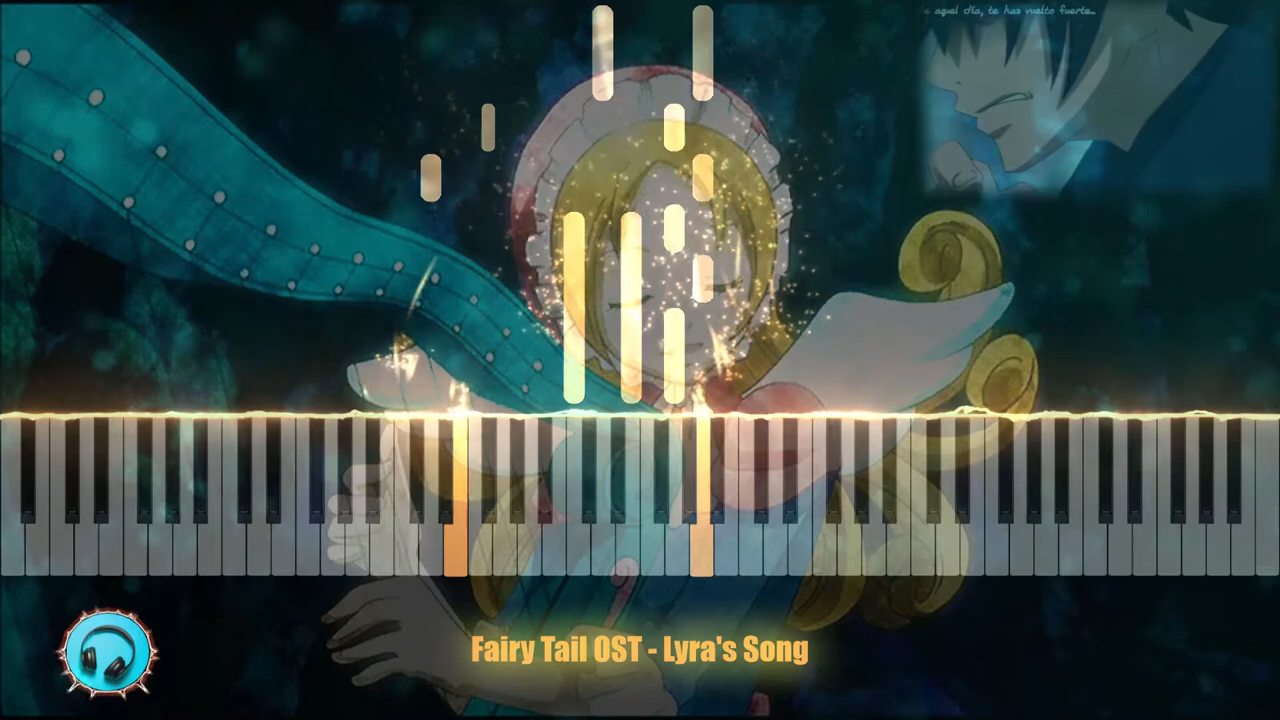 aquel día, te has vuelto fuerte...
Fairy Tail OST - Lyra's Song